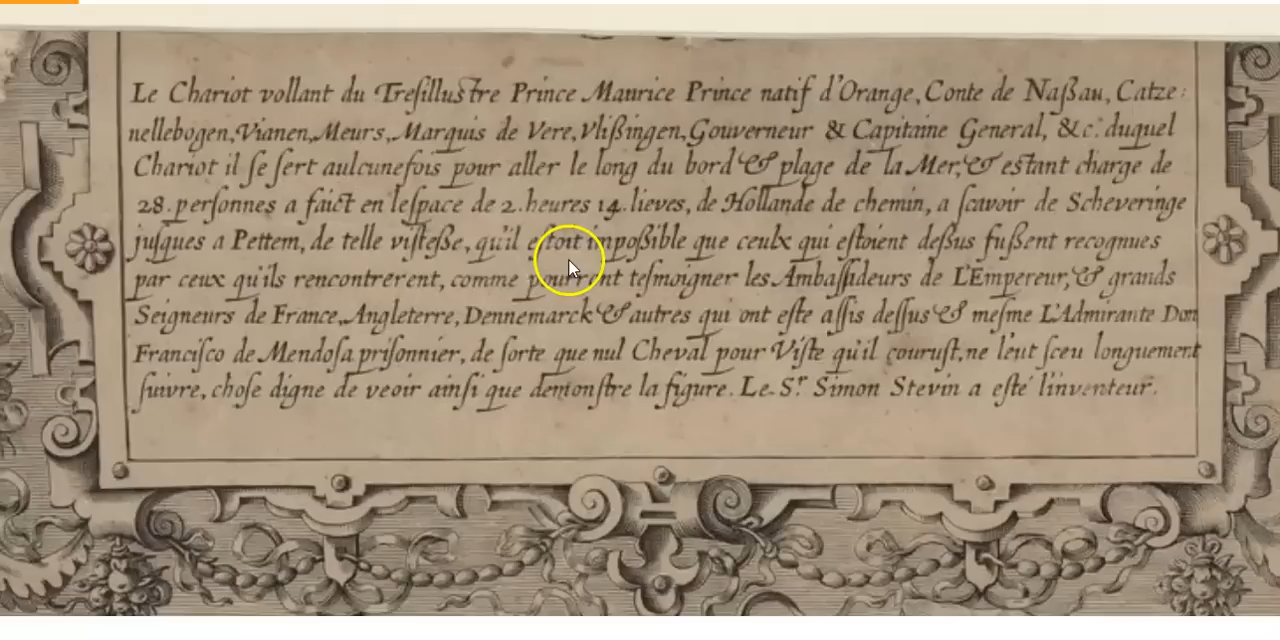 Le Chariot vollant du Treſilluſtre Prince Maurice Prince natif d'Orange, Conte de Naßau, Catze:
nellebogen, Vianen, Meurs, Marquis de Vere, Vlißingen, Gouverneur & Capitaine General, &c. duquel
Chariot il ſe ſert aulcunefois pour aller le long du bord & plage de la Mer, & eſtant charge de
28. perſonnes a faict en leſpace de 2. heures 14. lieves, de Hollande de chemin, a ſcavoir de Scheveringe
juſques a Pettem, de telle viſteße, qu'il eſtoit impoßible que ceulx qui eſtoient deßus fußent recognues
par ceux qu'ils rencontrerent, comme pourront teſmoigner les Ambaſſideurs de L'Empereur, & grands
Seigneurs de France, Angleterre, Dennemarck & autres qui ont eſte aſſis deſſus & meſme L'Admirante Don
Franciſco de Mendoſa priſonnier, de ſorte que nul Cheval pour Viſte qu'il couruſt, ne leut ſceu longuement
ſuivre, choſe digne de veoir ainſi que demonſtre la figure. Le Sr. Simon Stevin a eſté l'inventeur.